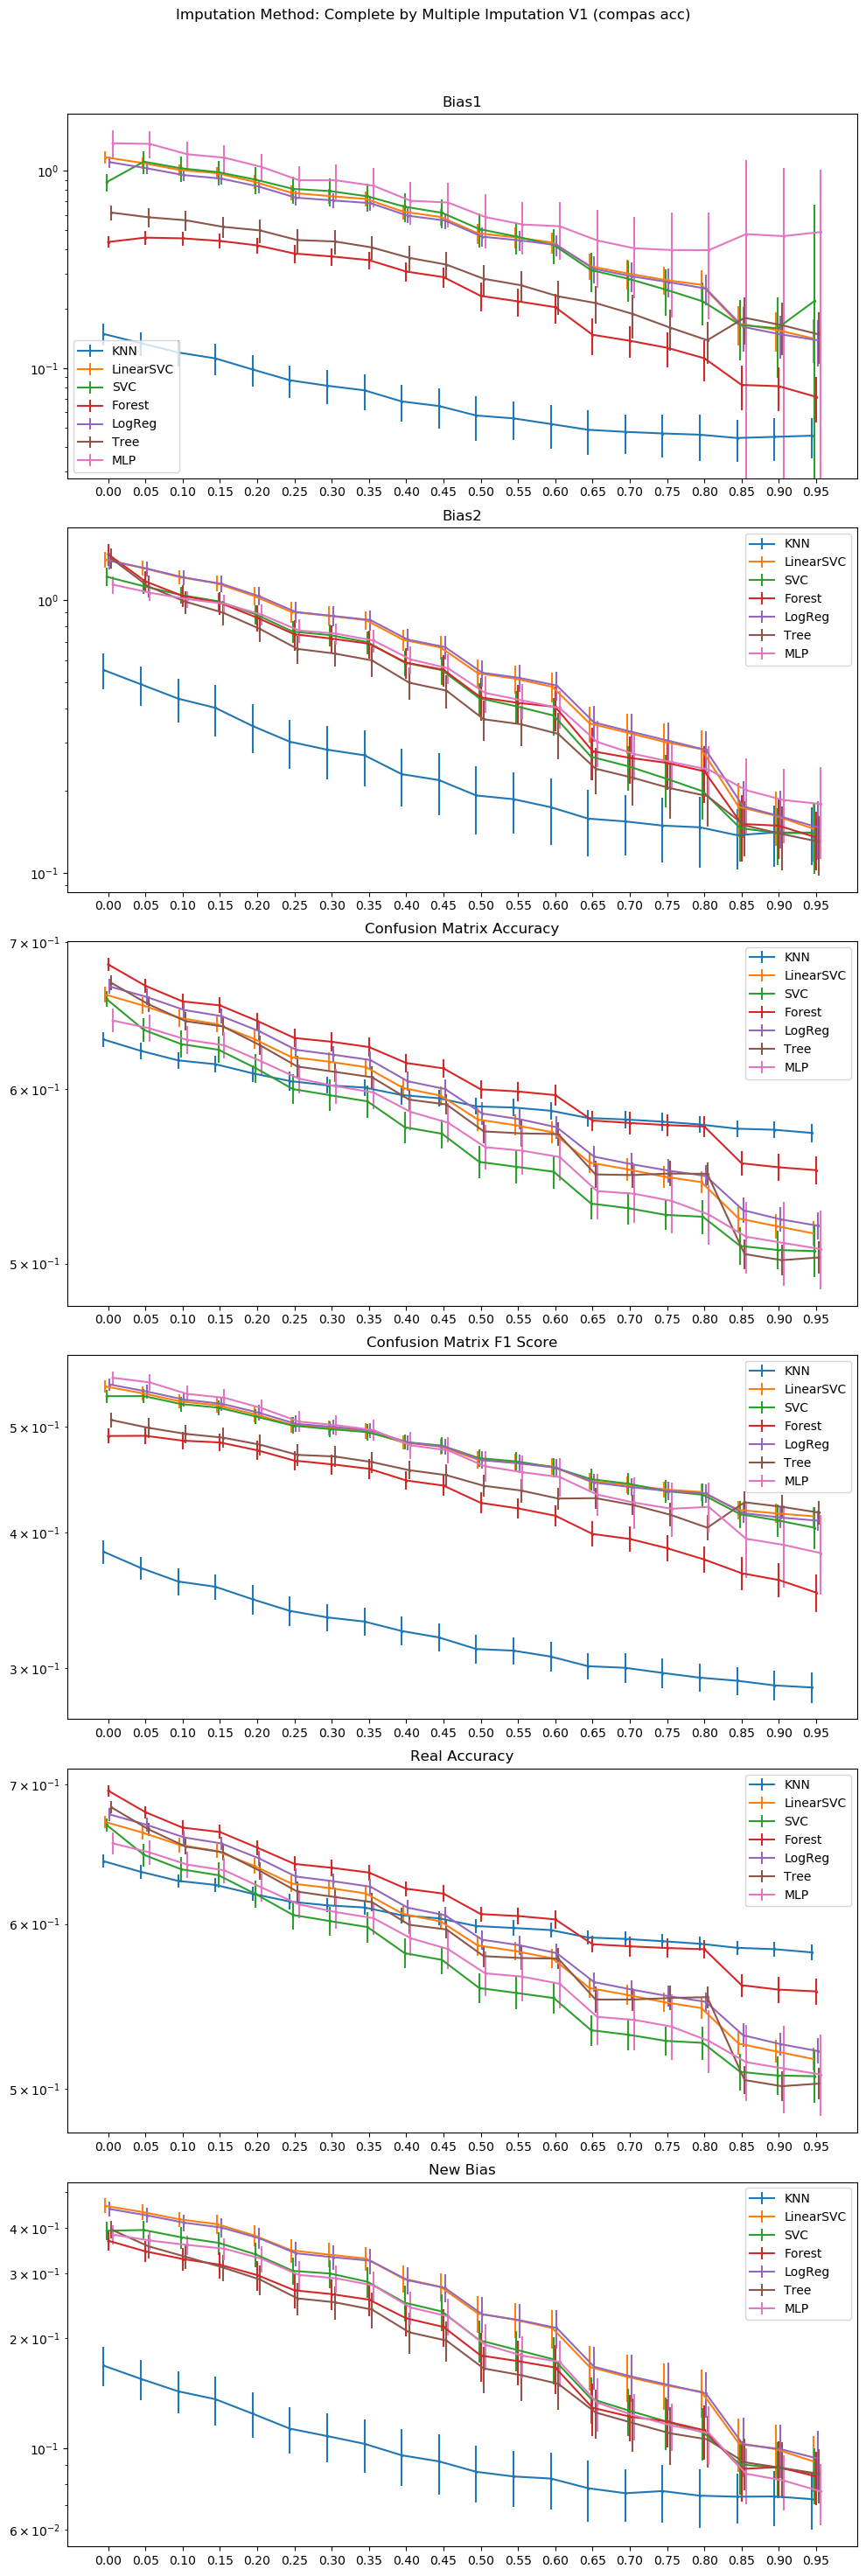 Imputation Method: Complete by Multiple Imputation V1 (compas acc)
Bias1
10⁰
10⁻¹
KNN
LinearSVC
SVC
Forest
LogReg
Tree
MLP
0.00 0.05 0.10 0.15 0.20 0.25 0.30 0.35 0.40 0.45 0.50 0.55 0.60 0.65 0.70 0.75 0.80 0.85 0.90 0.95
Bias2
10⁰
10⁻¹
KNN
LinearSVC
SVC
Forest
LogReg
Tree
MLP
0.00 0.05 0.10 0.15 0.20 0.25 0.30 0.35 0.40 0.45 0.50 0.55 0.60 0.65 0.70 0.75 0.80 0.85 0.90 0.95
Confusion Matrix Accuracy
7 × 10⁻¹
6 × 10⁻¹
5 × 10⁻¹
KNN
LinearSVC
SVC
Forest
LogReg
Tree
MLP
0.00 0.05 0.10 0.15 0.20 0.25 0.30 0.35 0.40 0.45 0.50 0.55 0.60 0.65 0.70 0.75 0.80 0.85 0.90 0.95
Confusion Matrix F1 Score
5 × 10⁻¹
4 × 10⁻¹
3 × 10⁻¹
KNN
LinearSVC
SVC
Forest
LogReg
Tree
MLP
0.00 0.05 0.10 0.15 0.20 0.25 0.30 0.35 0.40 0.45 0.50 0.55 0.60 0.65 0.70 0.75 0.80 0.85 0.90 0.95
Real Accuracy
7 × 10⁻¹
6 × 10⁻¹
5 × 10⁻¹
KNN
LinearSVC
SVC
Forest
LogReg
Tree
MLP
0.00 0.05 0.10 0.15 0.20 0.25 0.30 0.35 0.40 0.45 0.50 0.55 0.60 0.65 0.70 0.75 0.80 0.85 0.90 0.95
New Bias
4 × 10⁻¹
3 × 10⁻¹
2 × 10⁻¹
10⁻¹
6 × 10⁻²
KNN
LinearSVC
SVC
Forest
LogReg
Tree
MLP
0.00 0.05 0.10 0.15 0.20 0.25 0.30 0.35 0.40 0.45 0.50 0.55 0.60 0.65 0.70 0.75 0.80 0.85 0.90 0.95